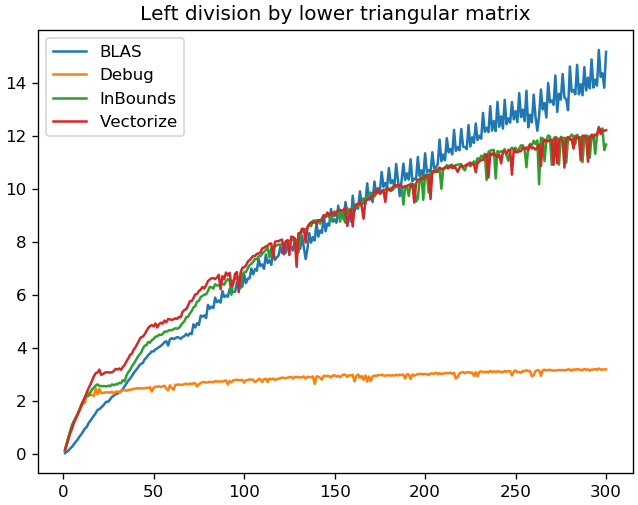 Left division by lower triangular matrix
BLAS
Debug
InBounds
Vectorize
14
12
10
8
6
4
2
0
0 50 100 150 200 250 300